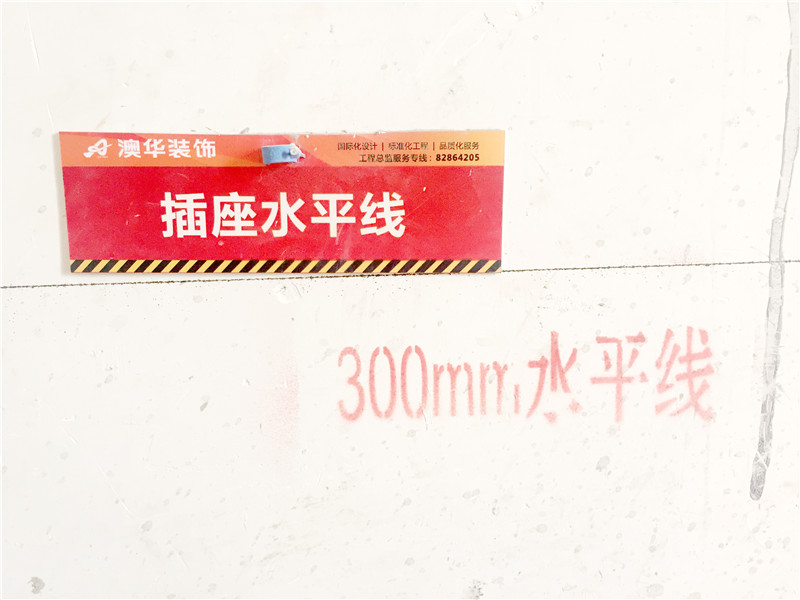 澳华装饰
国际化设计 | 标准化工程 | 品质化服务
工程总监服务专线：82864205
插座水平线
300mm水平线